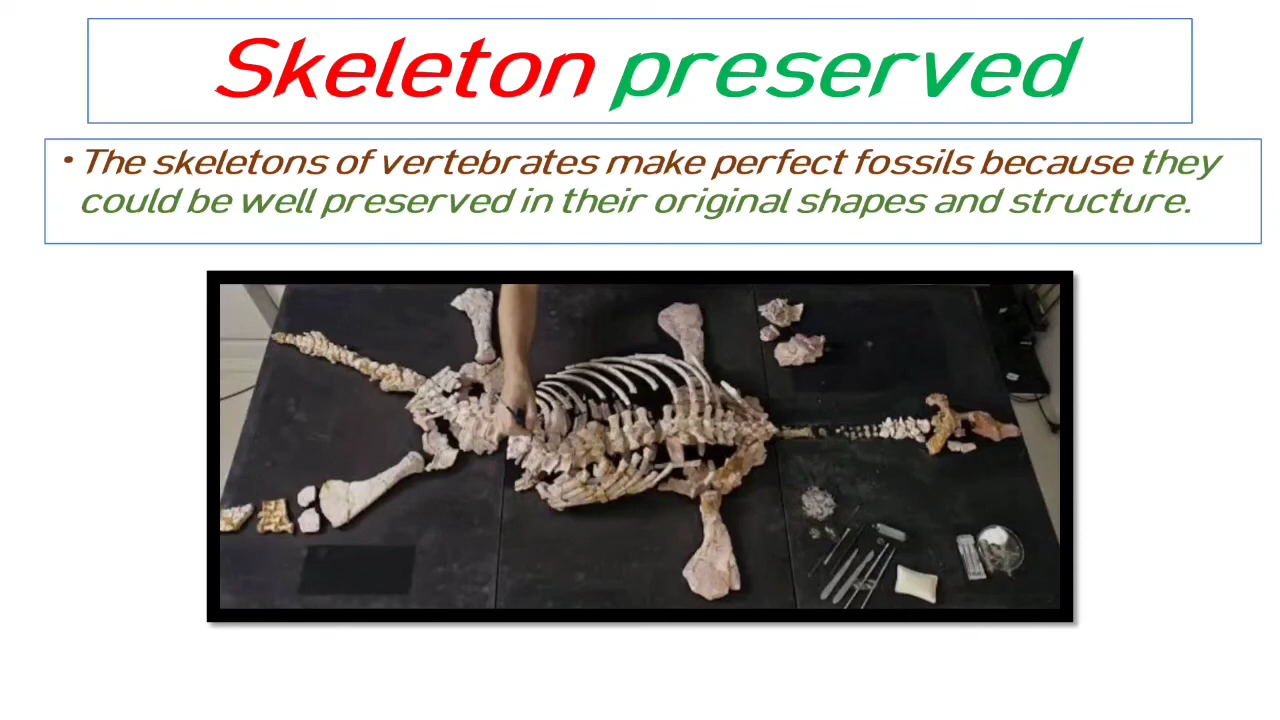 Skeleton preserved
• The skeletons of vertebrates make perfect fossils because they
could be well preserved in their original shapes and structure.